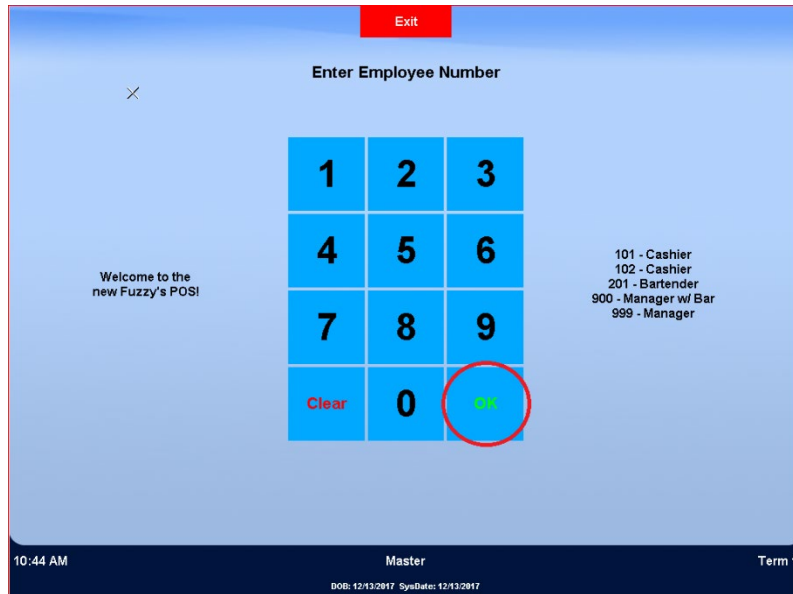 Exit
Enter Employee Number
1 2 3
4 5 6
7 8 9
Clear 0 OK
Welcome to the
new Fuzzy's POS!
101 - Cashier
102 - Cashier
201 - Bartender
900 - Manager w/ Bar
999 - Manager
10:44 AM
Master
Term
DOB: 12/13/2017 SysDate: 12/13/2017